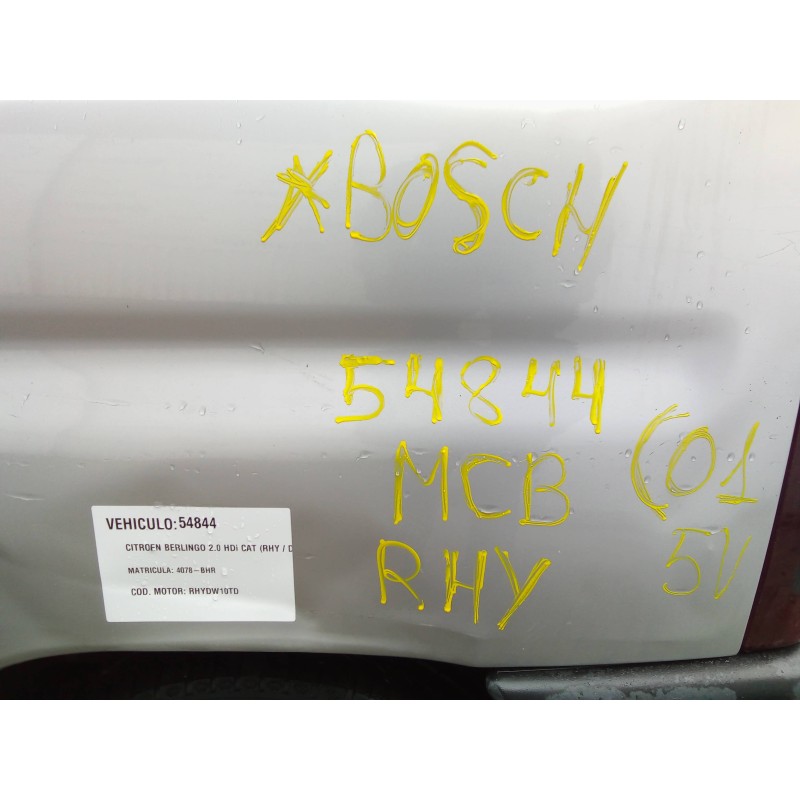 *BOSCH
54844
MCB
(01
RHY
5V
VEHICULO:54844
CITROEN BERLINGO 2.0 HDi CAT (RHY / D
MATRICULA: 4078-BHR
COD. MOTOR: RHYDW10TD